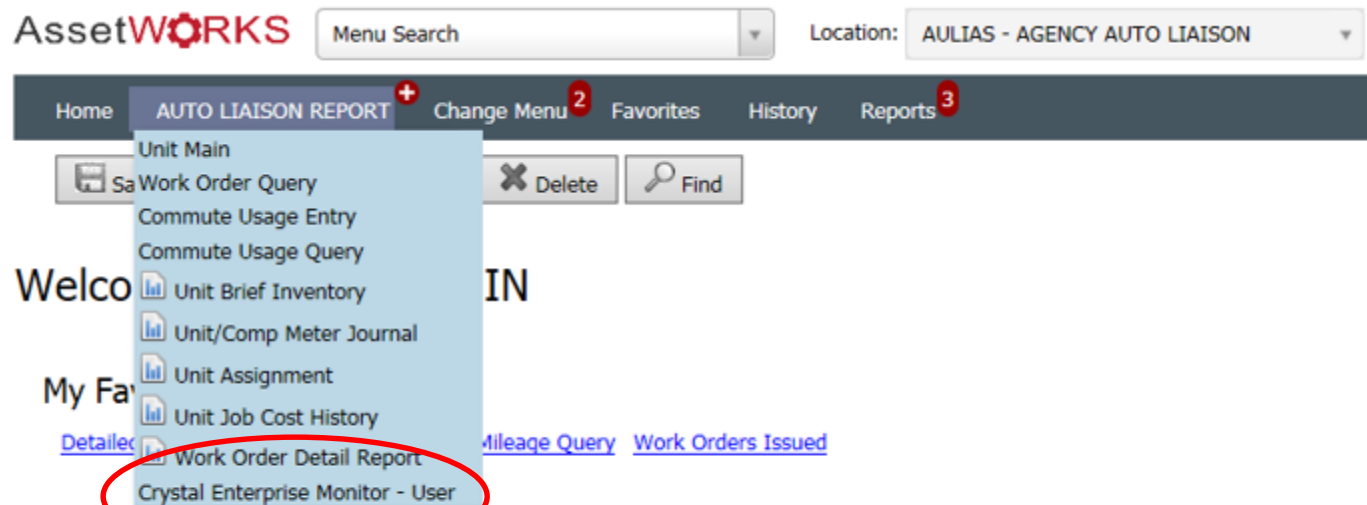 AssetWORKS Menu Search Location: AULIAS - AGENCY AUTO LIAISON
Home AUTO LIAISON REPORT + Change Menu 2 Favorites History Reports 3
Unit Main
Work Order Query Delete Find
Commute Usage Entry
Commute Usage Query
Unit Brief Inventory
Unit/Comp Meter Journal
Unit Assignment
My
Unit Job Cost History
Mileage Query Work Orders Issued
Work Order Detail Report
Crystal Enterprise Monitor - User